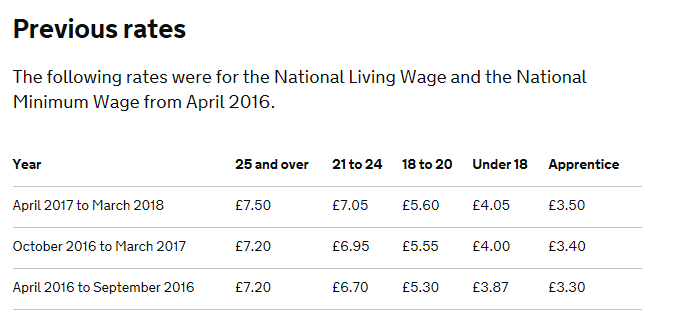 Previous rates
The following rates were for the National Living Wage and the National
Minimum Wage from April 2016.
Year 25 and over 21 to 24 18 to 20 Under 18 Apprentice
April 2017 to March 2018 £7.50 £7.05 £5.60 £4.05 £3.50
October 2016 to March 2017 £7.20 £6.95 £5.55 £4.00 £3.40
April 2016 to September 2016 £7.20 £6.70 £5.30 £3.87 £3.30